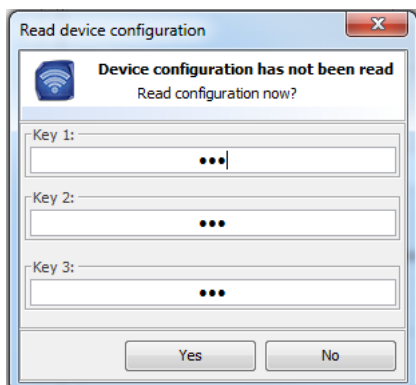 Read device configuration
Device configuration has not been read
Read configuration now?
Key 1:
•••
Key 2:
•••
Key 3:
•••
Yes
No